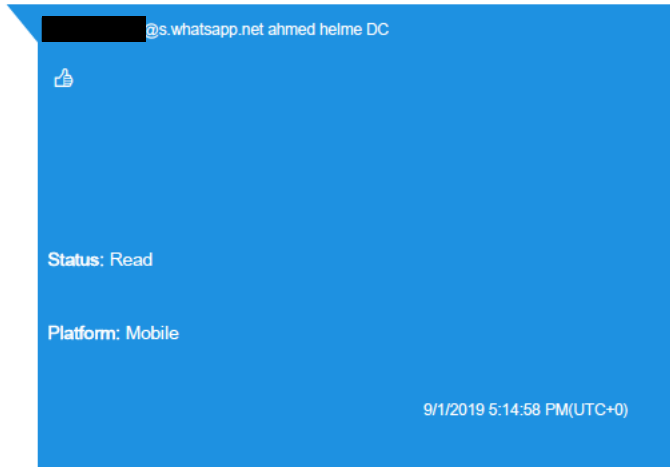 @s.whatsapp.net ahmed helme DC
👍
Status: Read
Platform: Mobile
9/1/2019 5:14:58 PM(UTC+0)